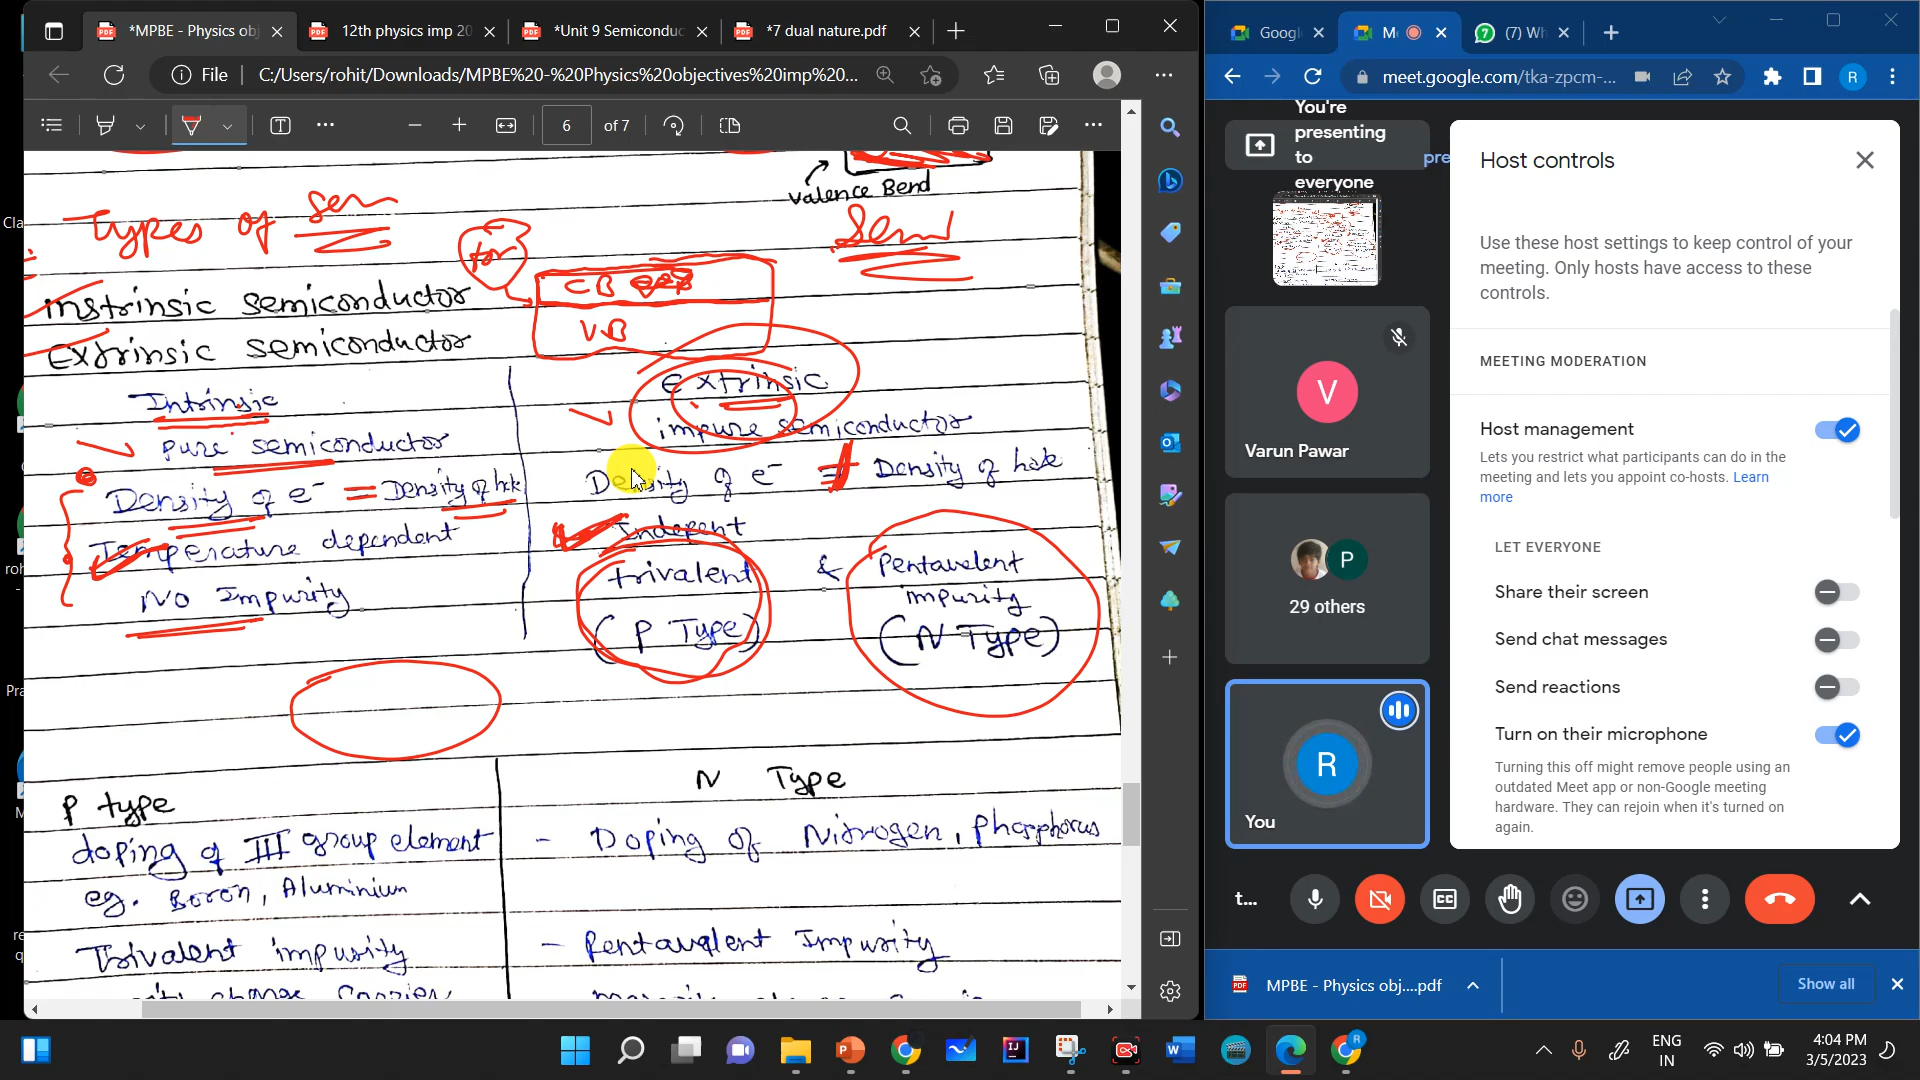 *MPBE - Physics obj
12th physics imp 20
*Unit 9 Semiconduc
*7 dual nature.pdf
File
C:/Users/rohit/Downloads/MPBE%20-%20Physics%20objectives%20imp%20...
6
of 7
Valence Bend
Types of sem
for
Sem
CB
V.B
Instrinsic semiconductor
Extrinsic semiconductor
Intrinsic
extrinsic
pure semiconductor
impure semiconductor
Density of e⁻ = Density of hole
Density of e⁻ ≠ Density of hole
Temperature dependent
Indepent
No Impurity
trivalent & Pentavalent
impurity
(P Type)
(N Type)
P type
N Type
doping of III group element
- Doping of Nitrogen, phosphorus
eg. Boron, Aluminium
Trivalent impurity
- Pentavalent Impurity
Cla
roh
-
Pra
M
re
q
Googl
M
(7) Wh
meet.google.com/tka-zpcm-...
R
You're
presenting
to
everyone
pre
V
Varun Pawar
P
29 others
R
You
Host controls
Use these host settings to keep control of your
meeting. Only hosts have access to these
controls.
MEETING MODERATION
Host management
Lets you restrict what participants can do in the
meeting and lets you appoint co-hosts. Learn
more
LET EVERYONE
Share their screen
Send chat messages
Send reactions
Turn on their microphone
Turning this off might remove people using an
outdated Meet app or non-Google meeting
hardware. They can rejoin when it's turned on
again.
t...
MPBE - Physics obj....pdf
Show all
ENG
IN
4:04 PM
3/5/2023